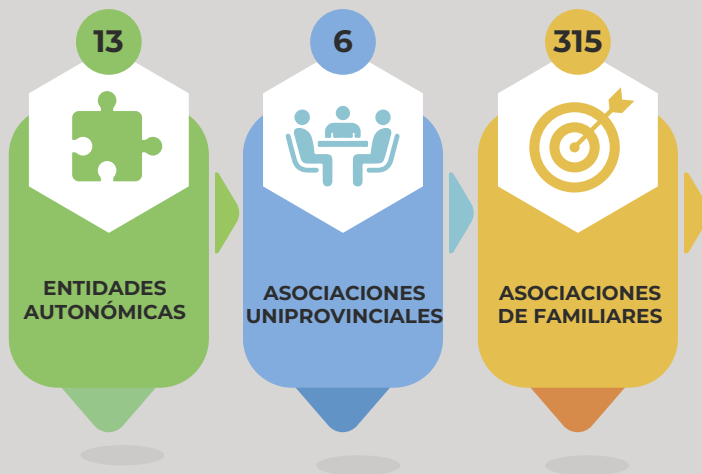 13
ENTIDADES
AUTONÓMICAS
6
ASOCIACIONES
UNIPROVINCIALES
315
ASOCIACIONES
DE FAMILIARES